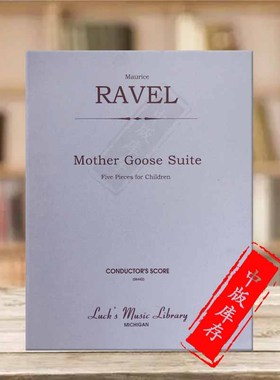 Maurice
RAVEL
Mother Goose Suite
Five Pieces for Children
CONDUCTOR'S SCORE
Luck's Music Library
MICHIGAN
中版库存